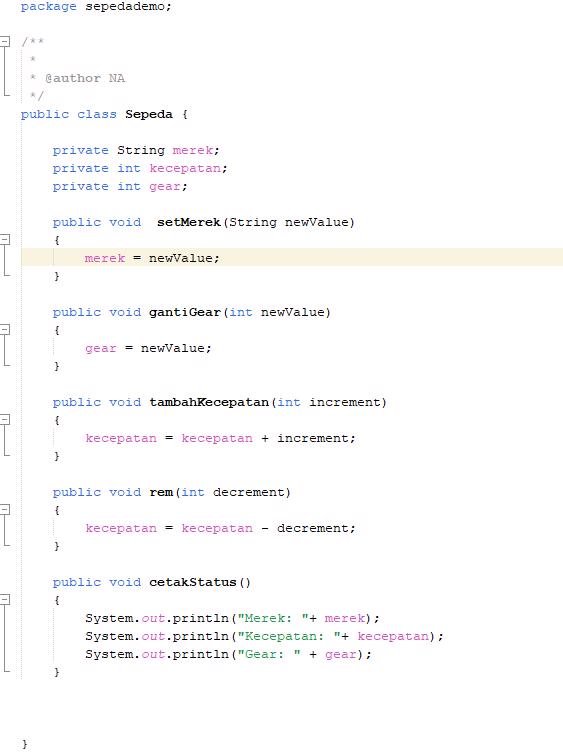 package sepedademo;
/**
 *
 * @author NA
 */
public class Sepeda {
    private String merek;
    private int kecepatan;
    private int gear;
    public void  setMerek(String newValue)
    {
        merek = newValue;
    }
    public void gantiGear(int newValue)
    {
        gear = newValue;
    }
    public void tambahKecepatan(int increment)
    {
        kecepatan = kecepatan + increment;
    }
    public void rem(int decrement)
    {
        kecepatan = kecepatan - decrement;
    }
    public void cetakStatus()
    {
        System.out.println("Merek: "+ merek);
        System.out.println("Kecepatan: "+ kecepatan);
        System.out.println("Gear: " + gear);
    }
}